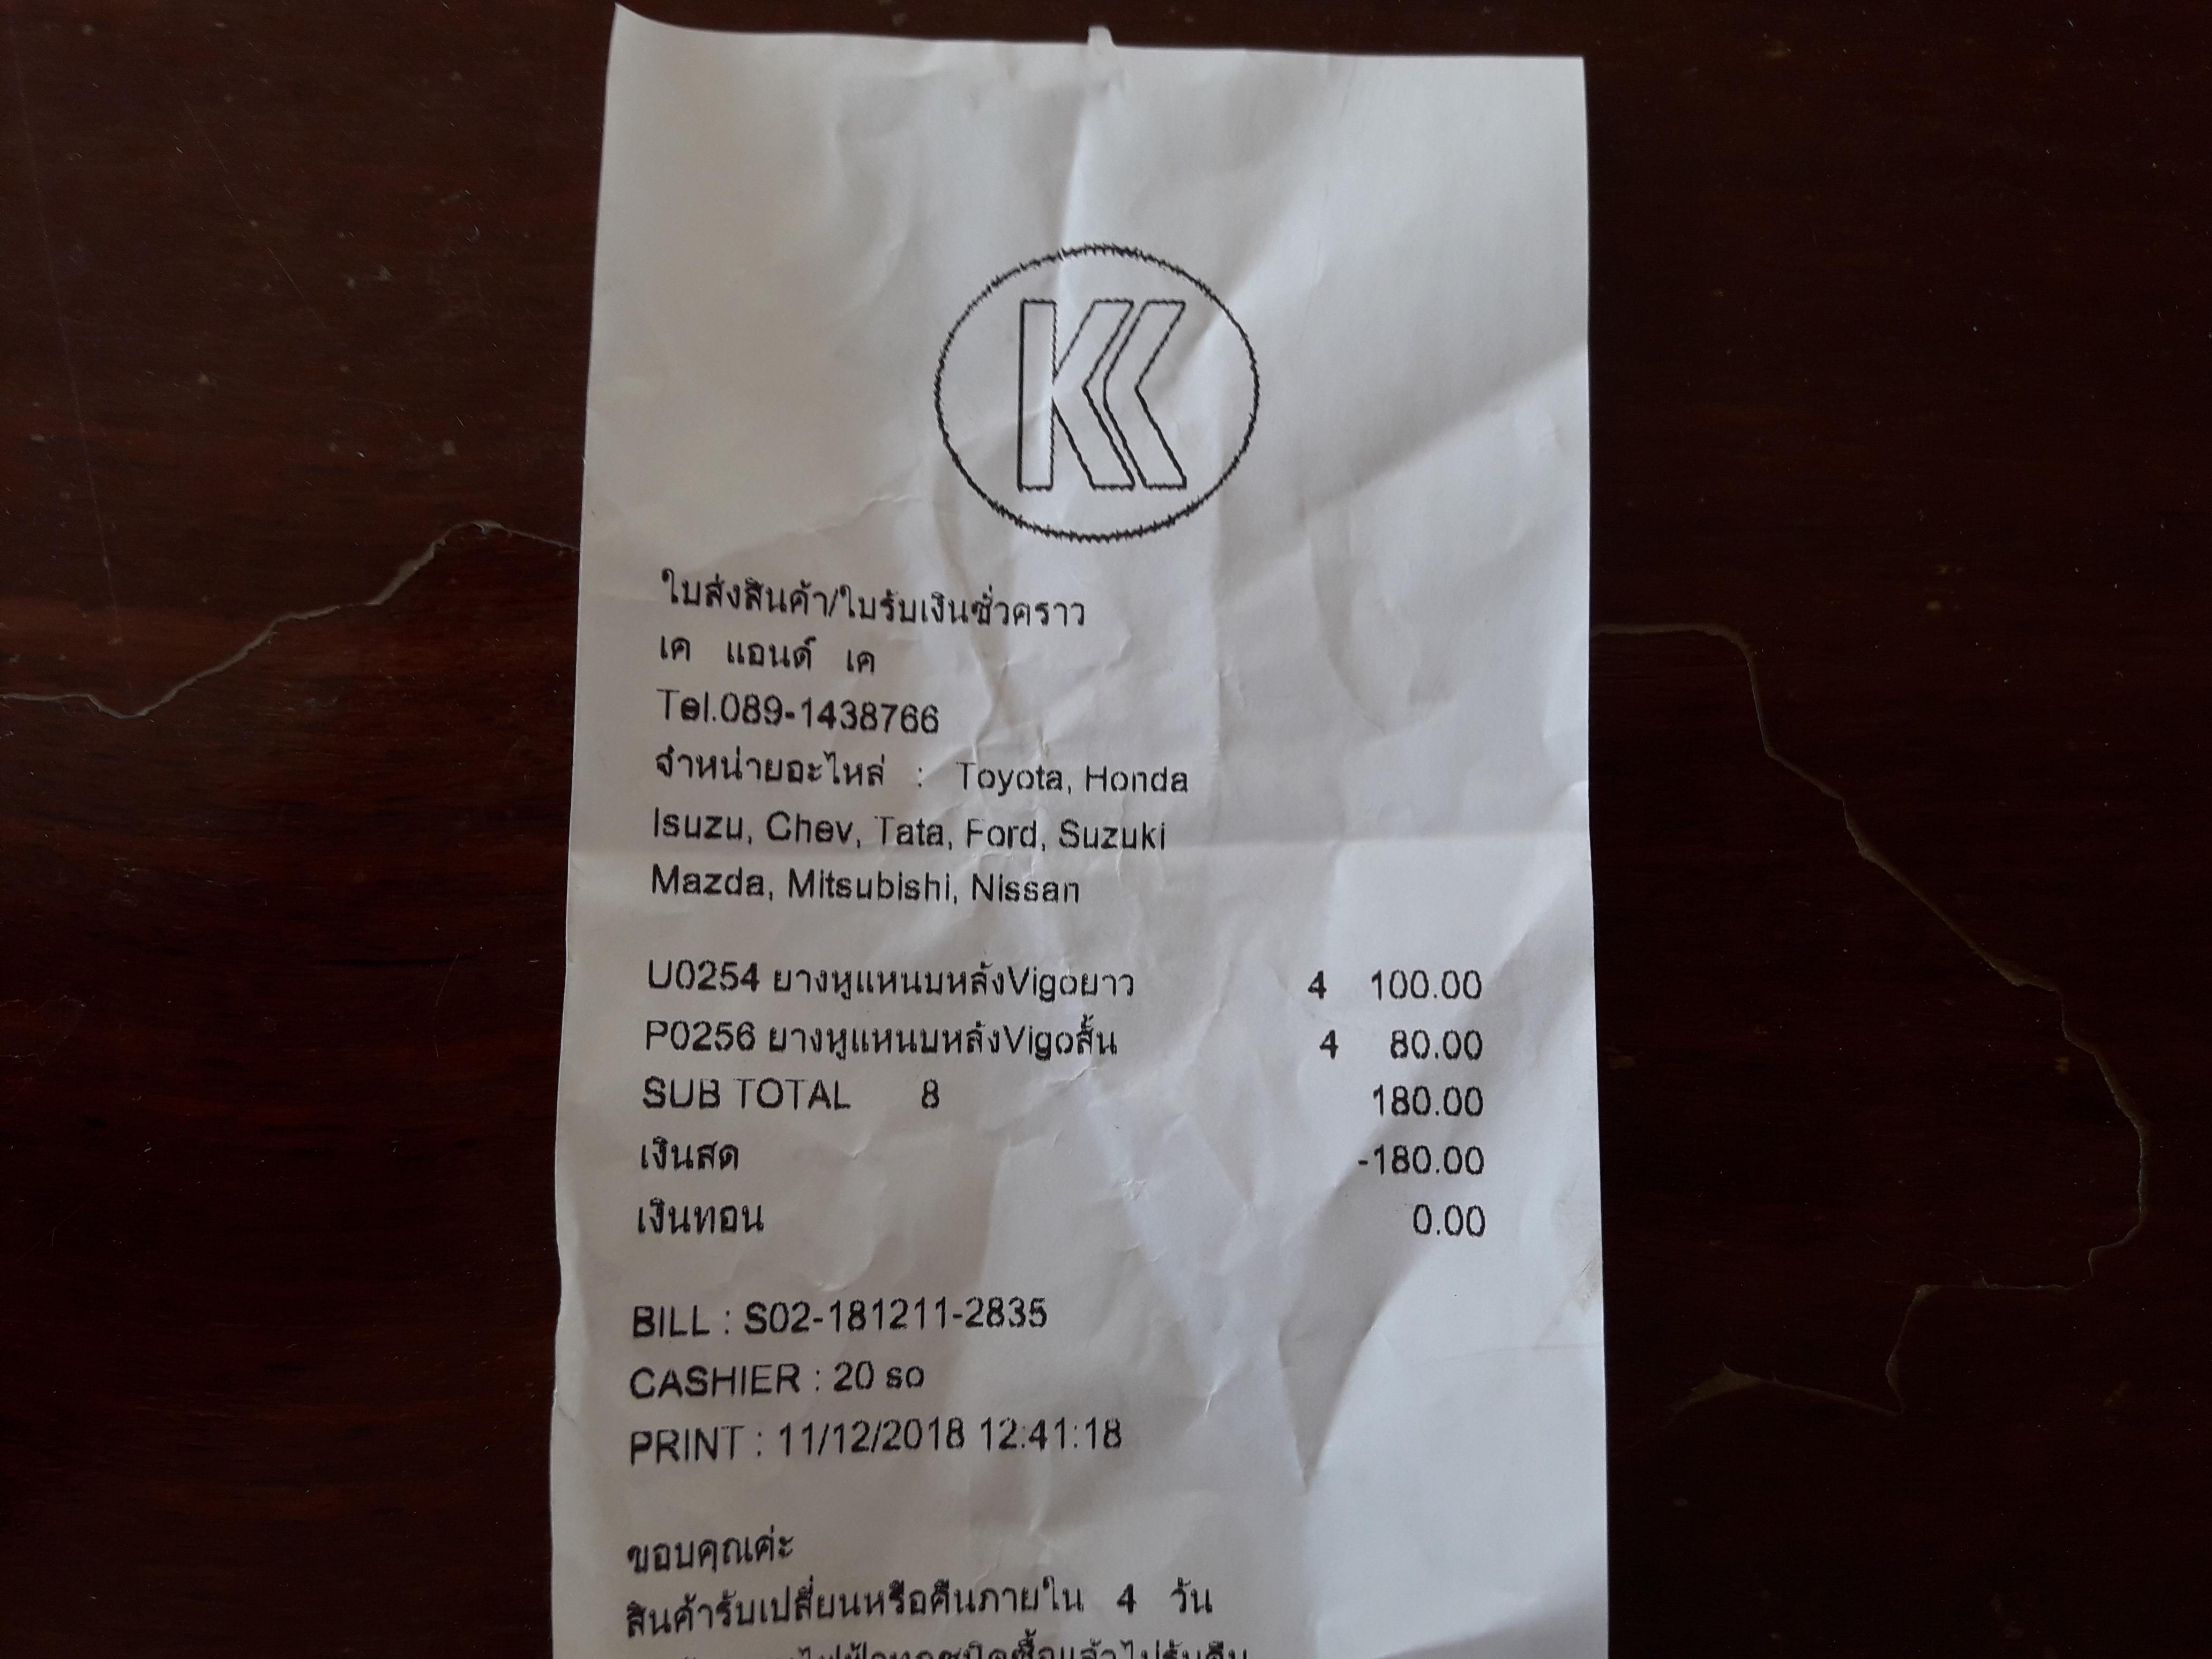 KK
ใบส่งสินค้า/ใบรับเงินชั่วคราว
เค แอนด์ เค
Tel.089-1438766
จำหน่ายอะไหล่ : Toyota, Honda
Isuzu, Chev, Tata, Ford, Suzuki
Mazda, Mitsubishi, Nissan
U0254 ยางหูแหนบหลังVigoยาว 4 100.00
P0256 ยางหูแหนบหลังVigoสั้น 4 80.00
SUB TOTAL 8 180.00
เงินสด -180.00
เงินทอน 0.00
BILL : S02-181211-2835
CASHIER : 20 so
PRINT : 11/12/2018 12:41:18
ขอบคุณค่ะ
สินค้ารับเปลี่ยนหรือคืนภายใน 4 วัน